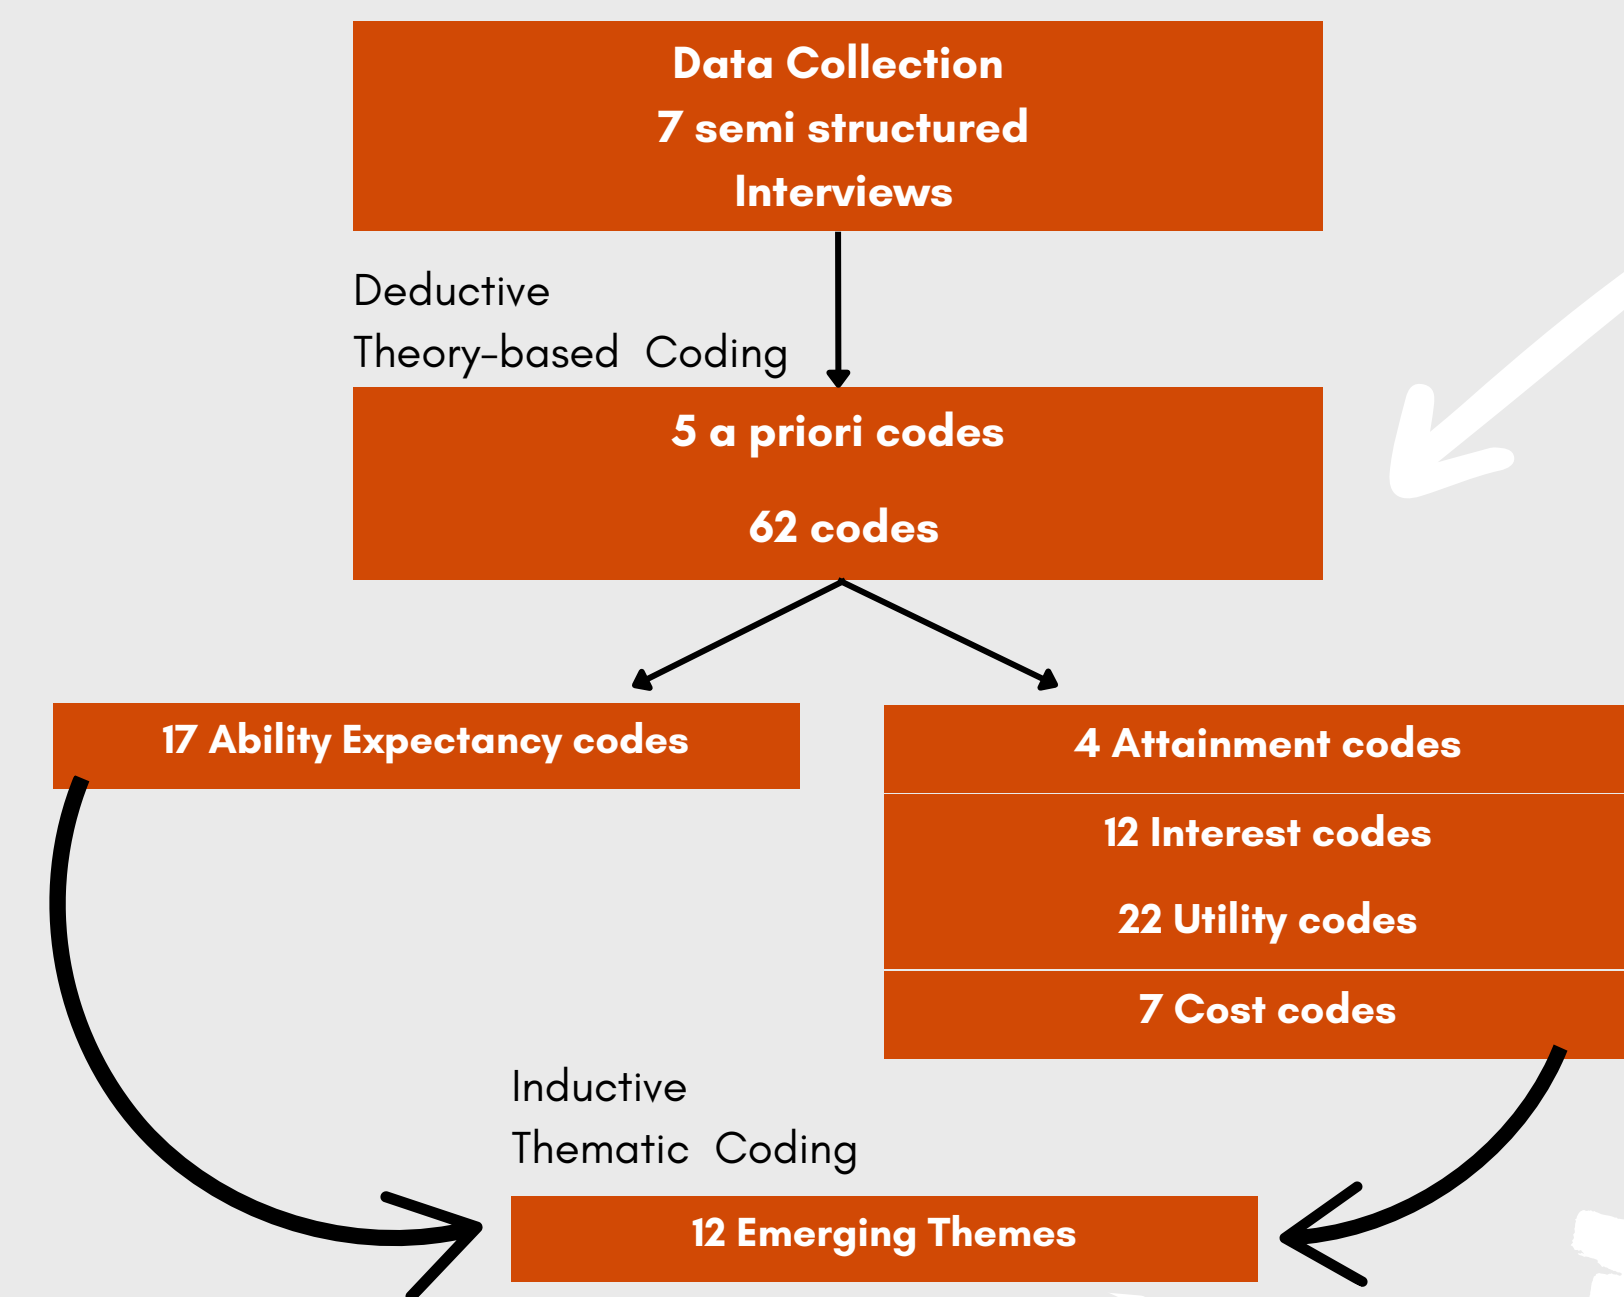 Data Collection
7 semi structured
Interviews
Deductive
Theory-based Coding
5 a priori codes
62 codes
17 Ability Expectancy codes
4 Attainment codes
12 Interest codes
22 Utility codes
7 Cost codes
Inductive
Thematic Coding
12 Emerging Themes